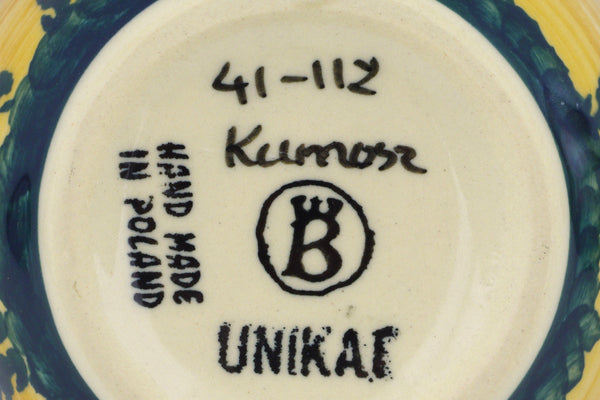 41-112
Kumosz
HAND MADE
IN POLAND
B
UNIKAT